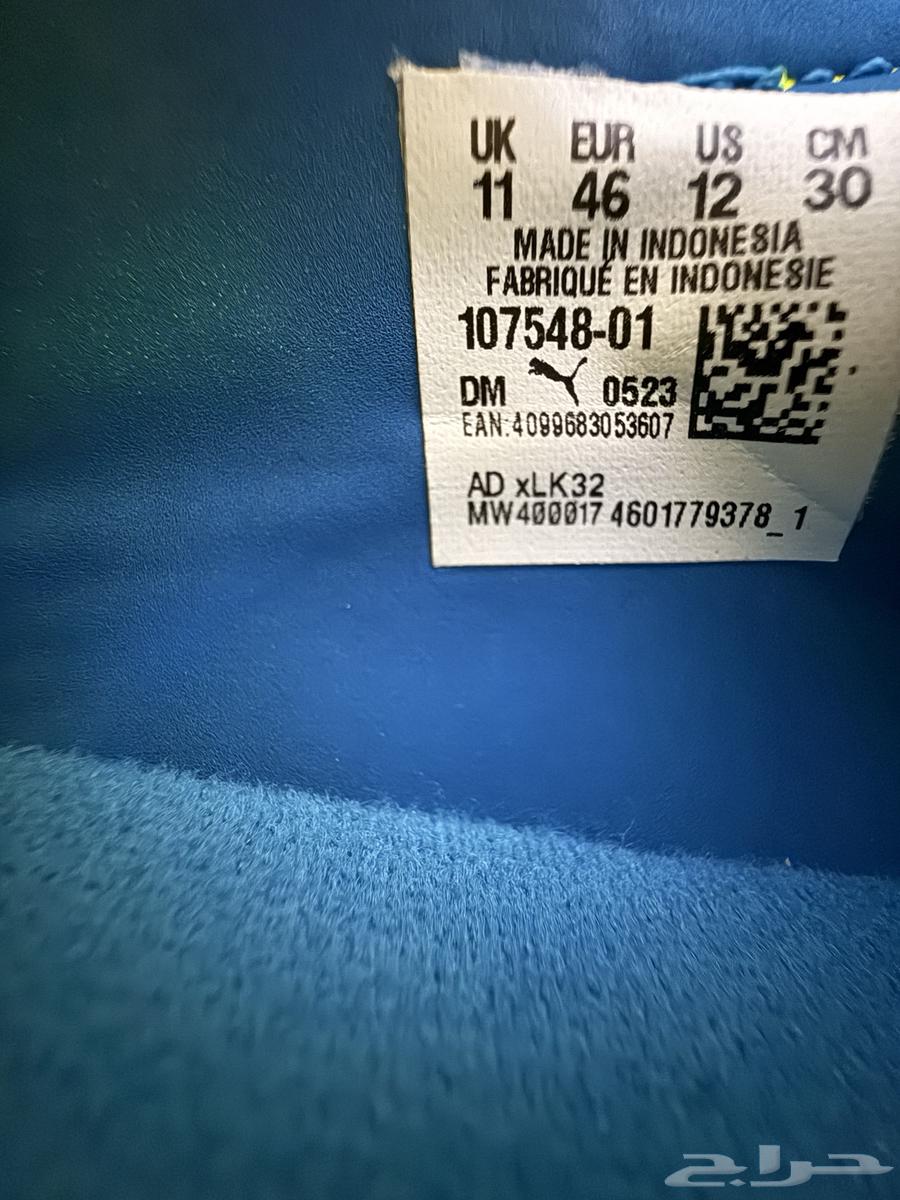 UK EUR US CM
11 46 12 30
MADE IN INDONESIA
FABRIQUÉ EN INDONESIE
107548-01
DM 0523
EAN:4099683053607
AD xLK32
MW400017 4601779378_1
حراج